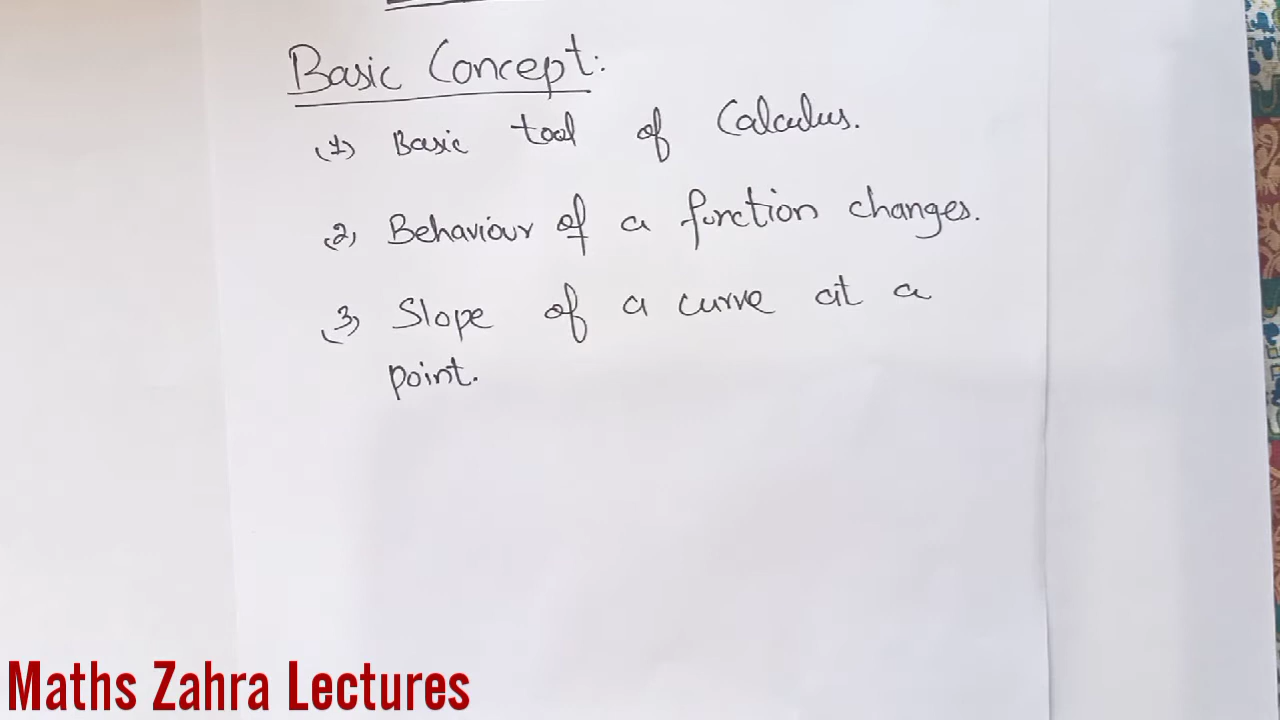 Basic Concept:
(1) Basic tool of Calculus.
(2) Behaviour of a function changes.
(3) Slope of a curve at a
point.
Maths Zahra Lectures